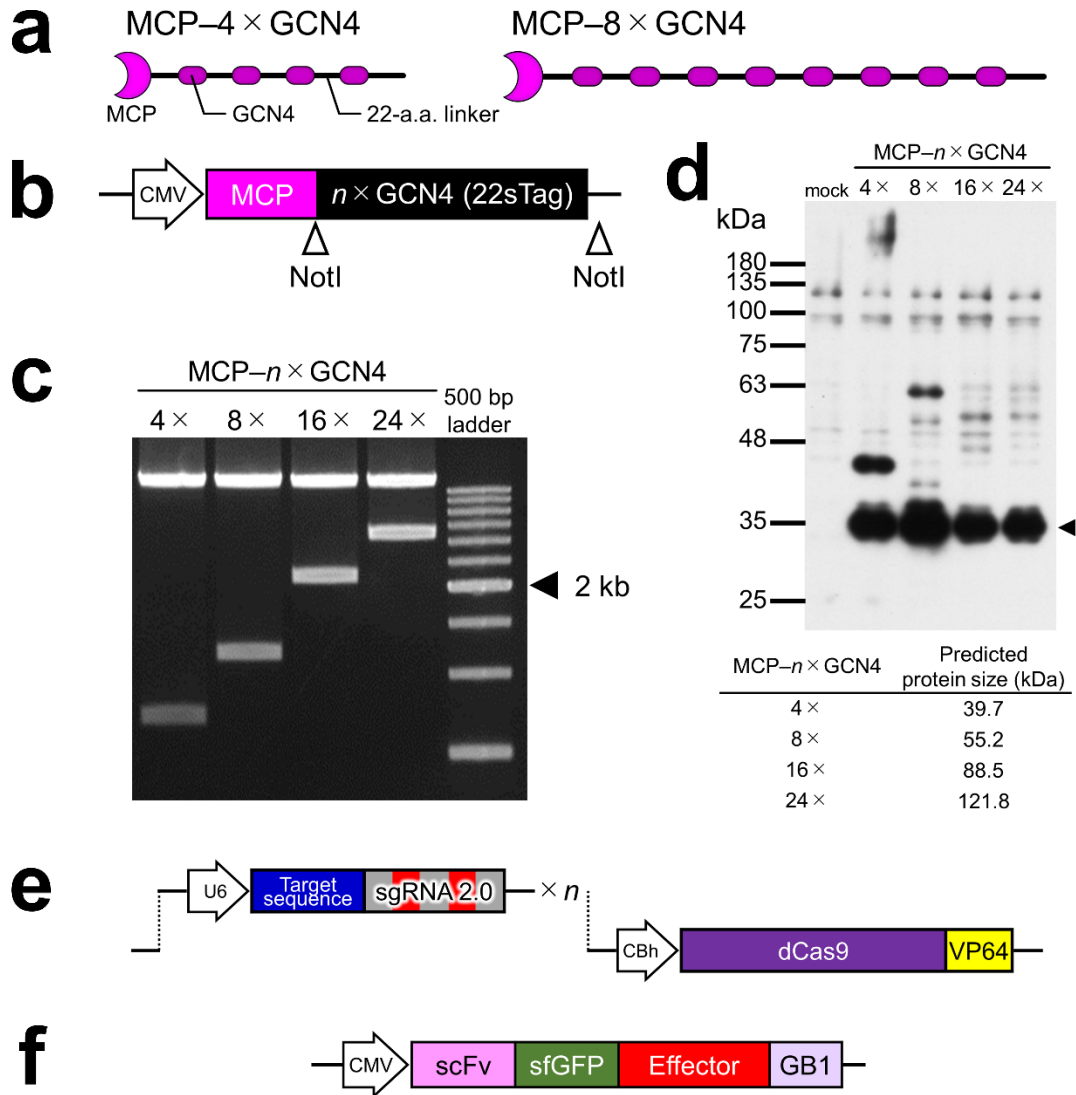 a
MCP–4 × GCN4
MCP–8 × GCN4
MCP
GCN4
22-a.a. linker
b
CMV
MCP
n × GCN4 (22sTag)
NotI
NotI
c
MCP–n × GCN4
4 ×
8 ×
16 ×
24 ×
500 bp
ladder
2 kb
d
MCP–n × GCN4
mock
4 ×
8 ×
16 ×
24 ×
kDa
180
135
100
75
63
48
35
25
MCP–n × GCN4
Predicted
protein size (kDa)
4 × 39.7
8 × 55.2
16 × 88.5
24 × 121.8
e
U6
Target
sequence
sgRNA 2.0
× n
CBh
dCas9
VP64
f
CMV
scFv
sfGFP
Effector
GB1